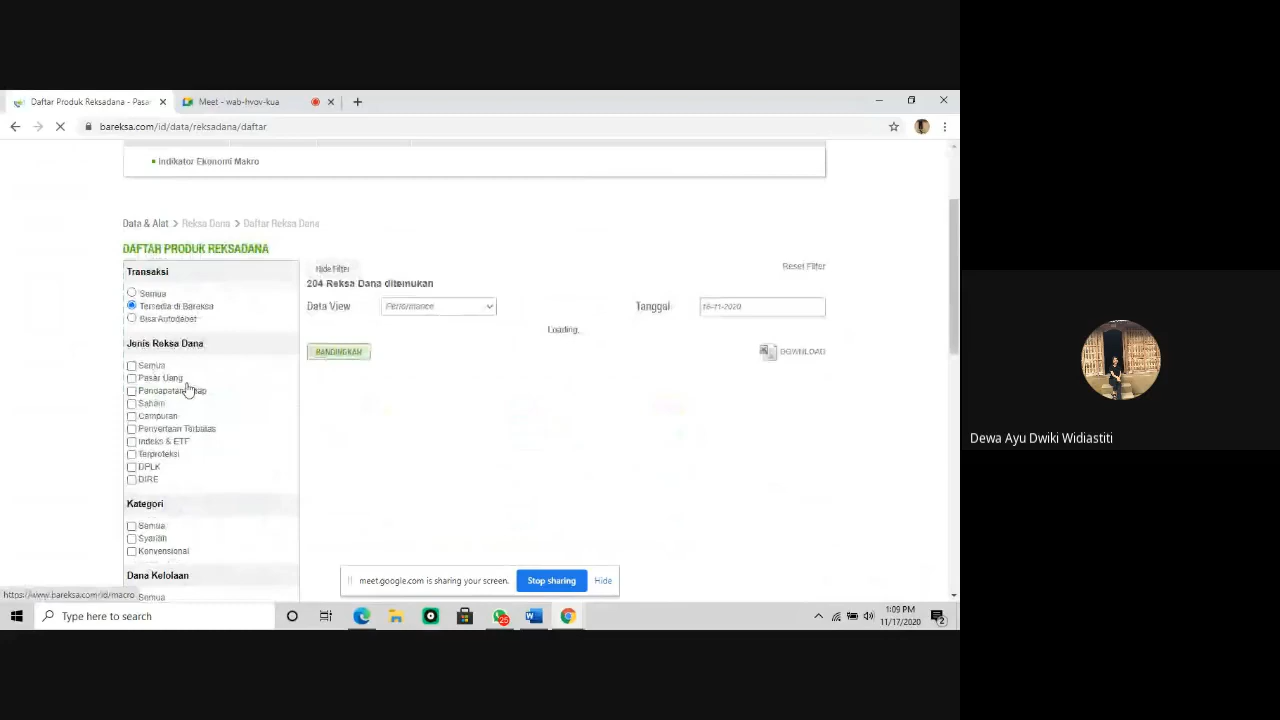 Daftar Produk Reksadana - Pasa
Meet - wab-hvov-kua
bareksa.com/id/data/reksadana/daftar
Indikator Ekonomi Makro
Data & Alat > Reksa Dana > Daftar Reksa Dana
DAFTAR PRODUK REKSADANA
Transaksi
Semua
Tersedia di Bareksa
Bisa Autodebet
Jenis Reksa Dana
Semua
Pasar Uang
Pendapatan
Saham
Campuran
Penyertaan Terbatas
Indeks & ETF
Terproteksi
DPLK
DIRE
Kategori
Semua
Syariah
Konvensional
Dana Kelolaan
Semua
Hide Filter
Reset Filter
204 Reksa Dana ditemukan
Data View
Performance
Tanggal
16-11-2020
Loading.
BANDINGKAN
DOWNLOAD
meet.google.com is sharing your screen.
Stop sharing
Hide
https://www.bareksa.com/id/macro
Type here to search
25
1:09 PM
11/17/2020
2
Dewa Ayu Dwiki Widiastiti